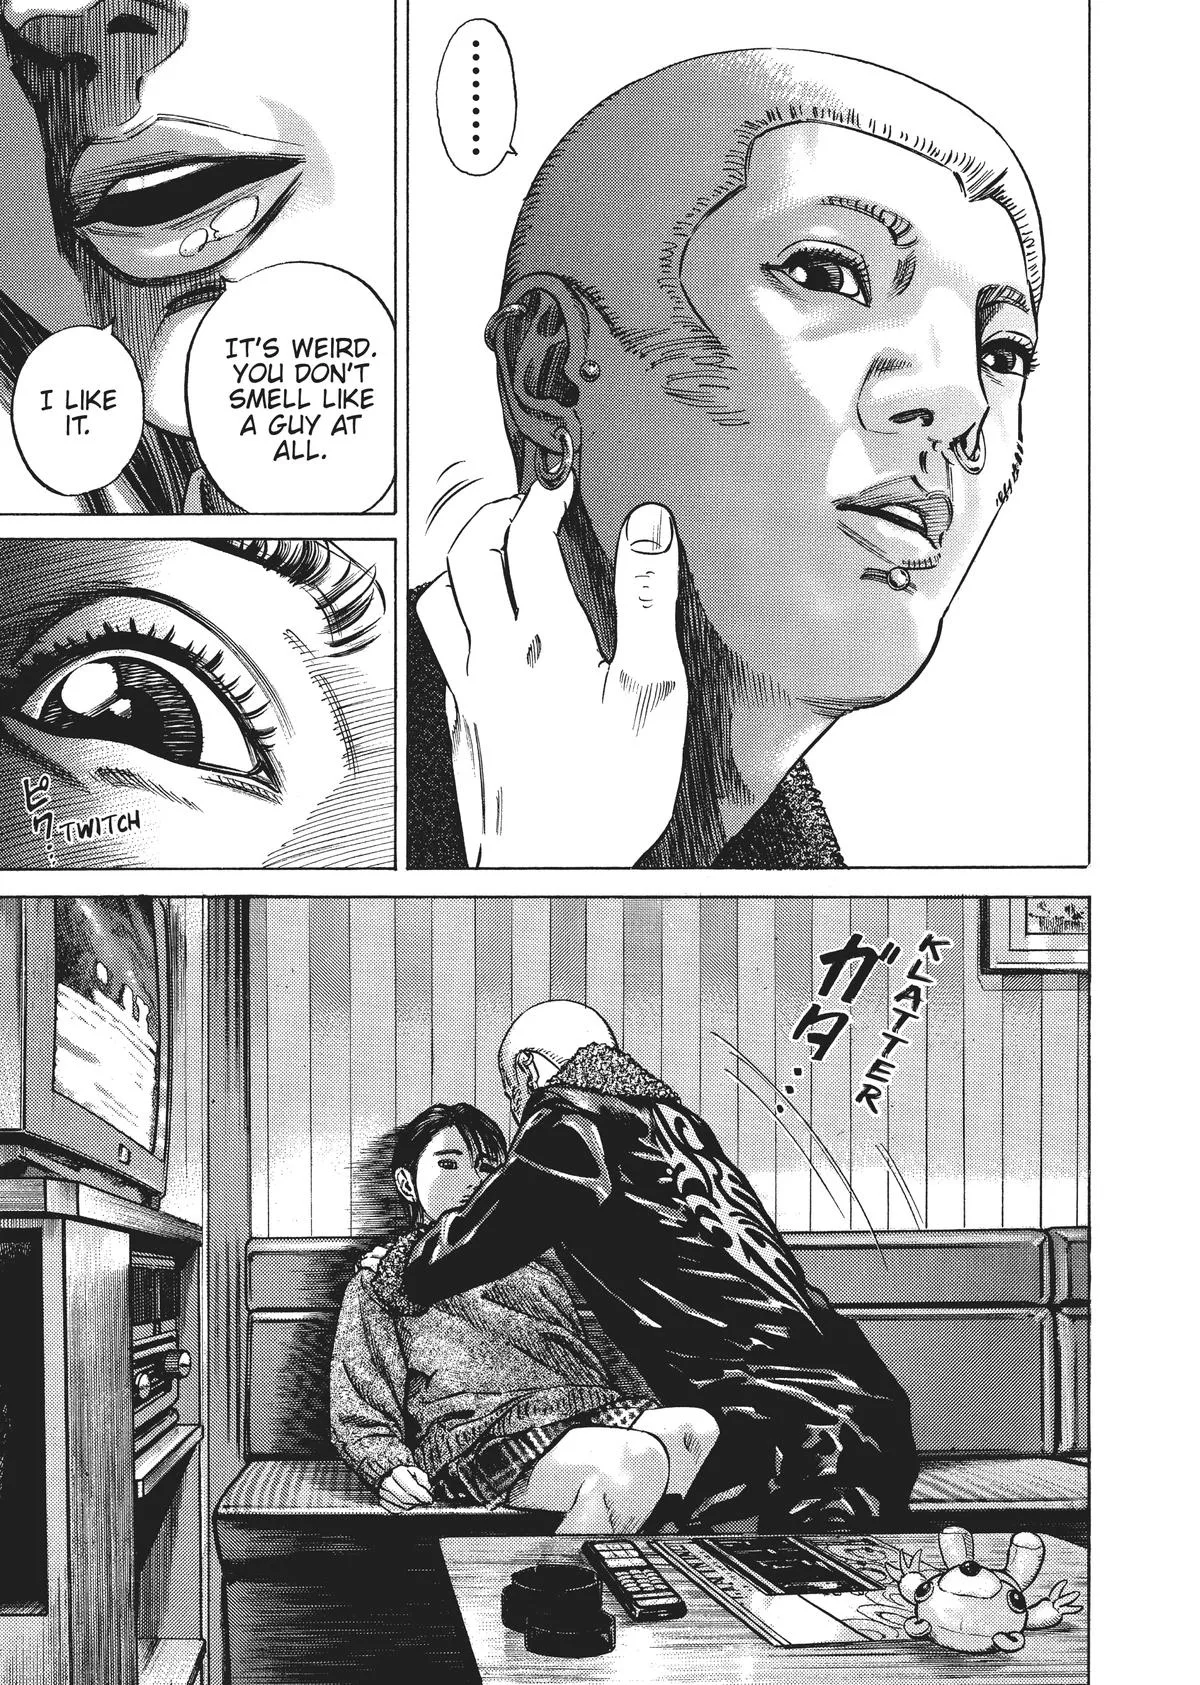 ………
IT'S WEIRD.
YOU DON'T
SMELL LIKE
A GUY AT
ALL.
I LIKE
IT.
ピク…
TWITCH
KLATTER
ガタ…